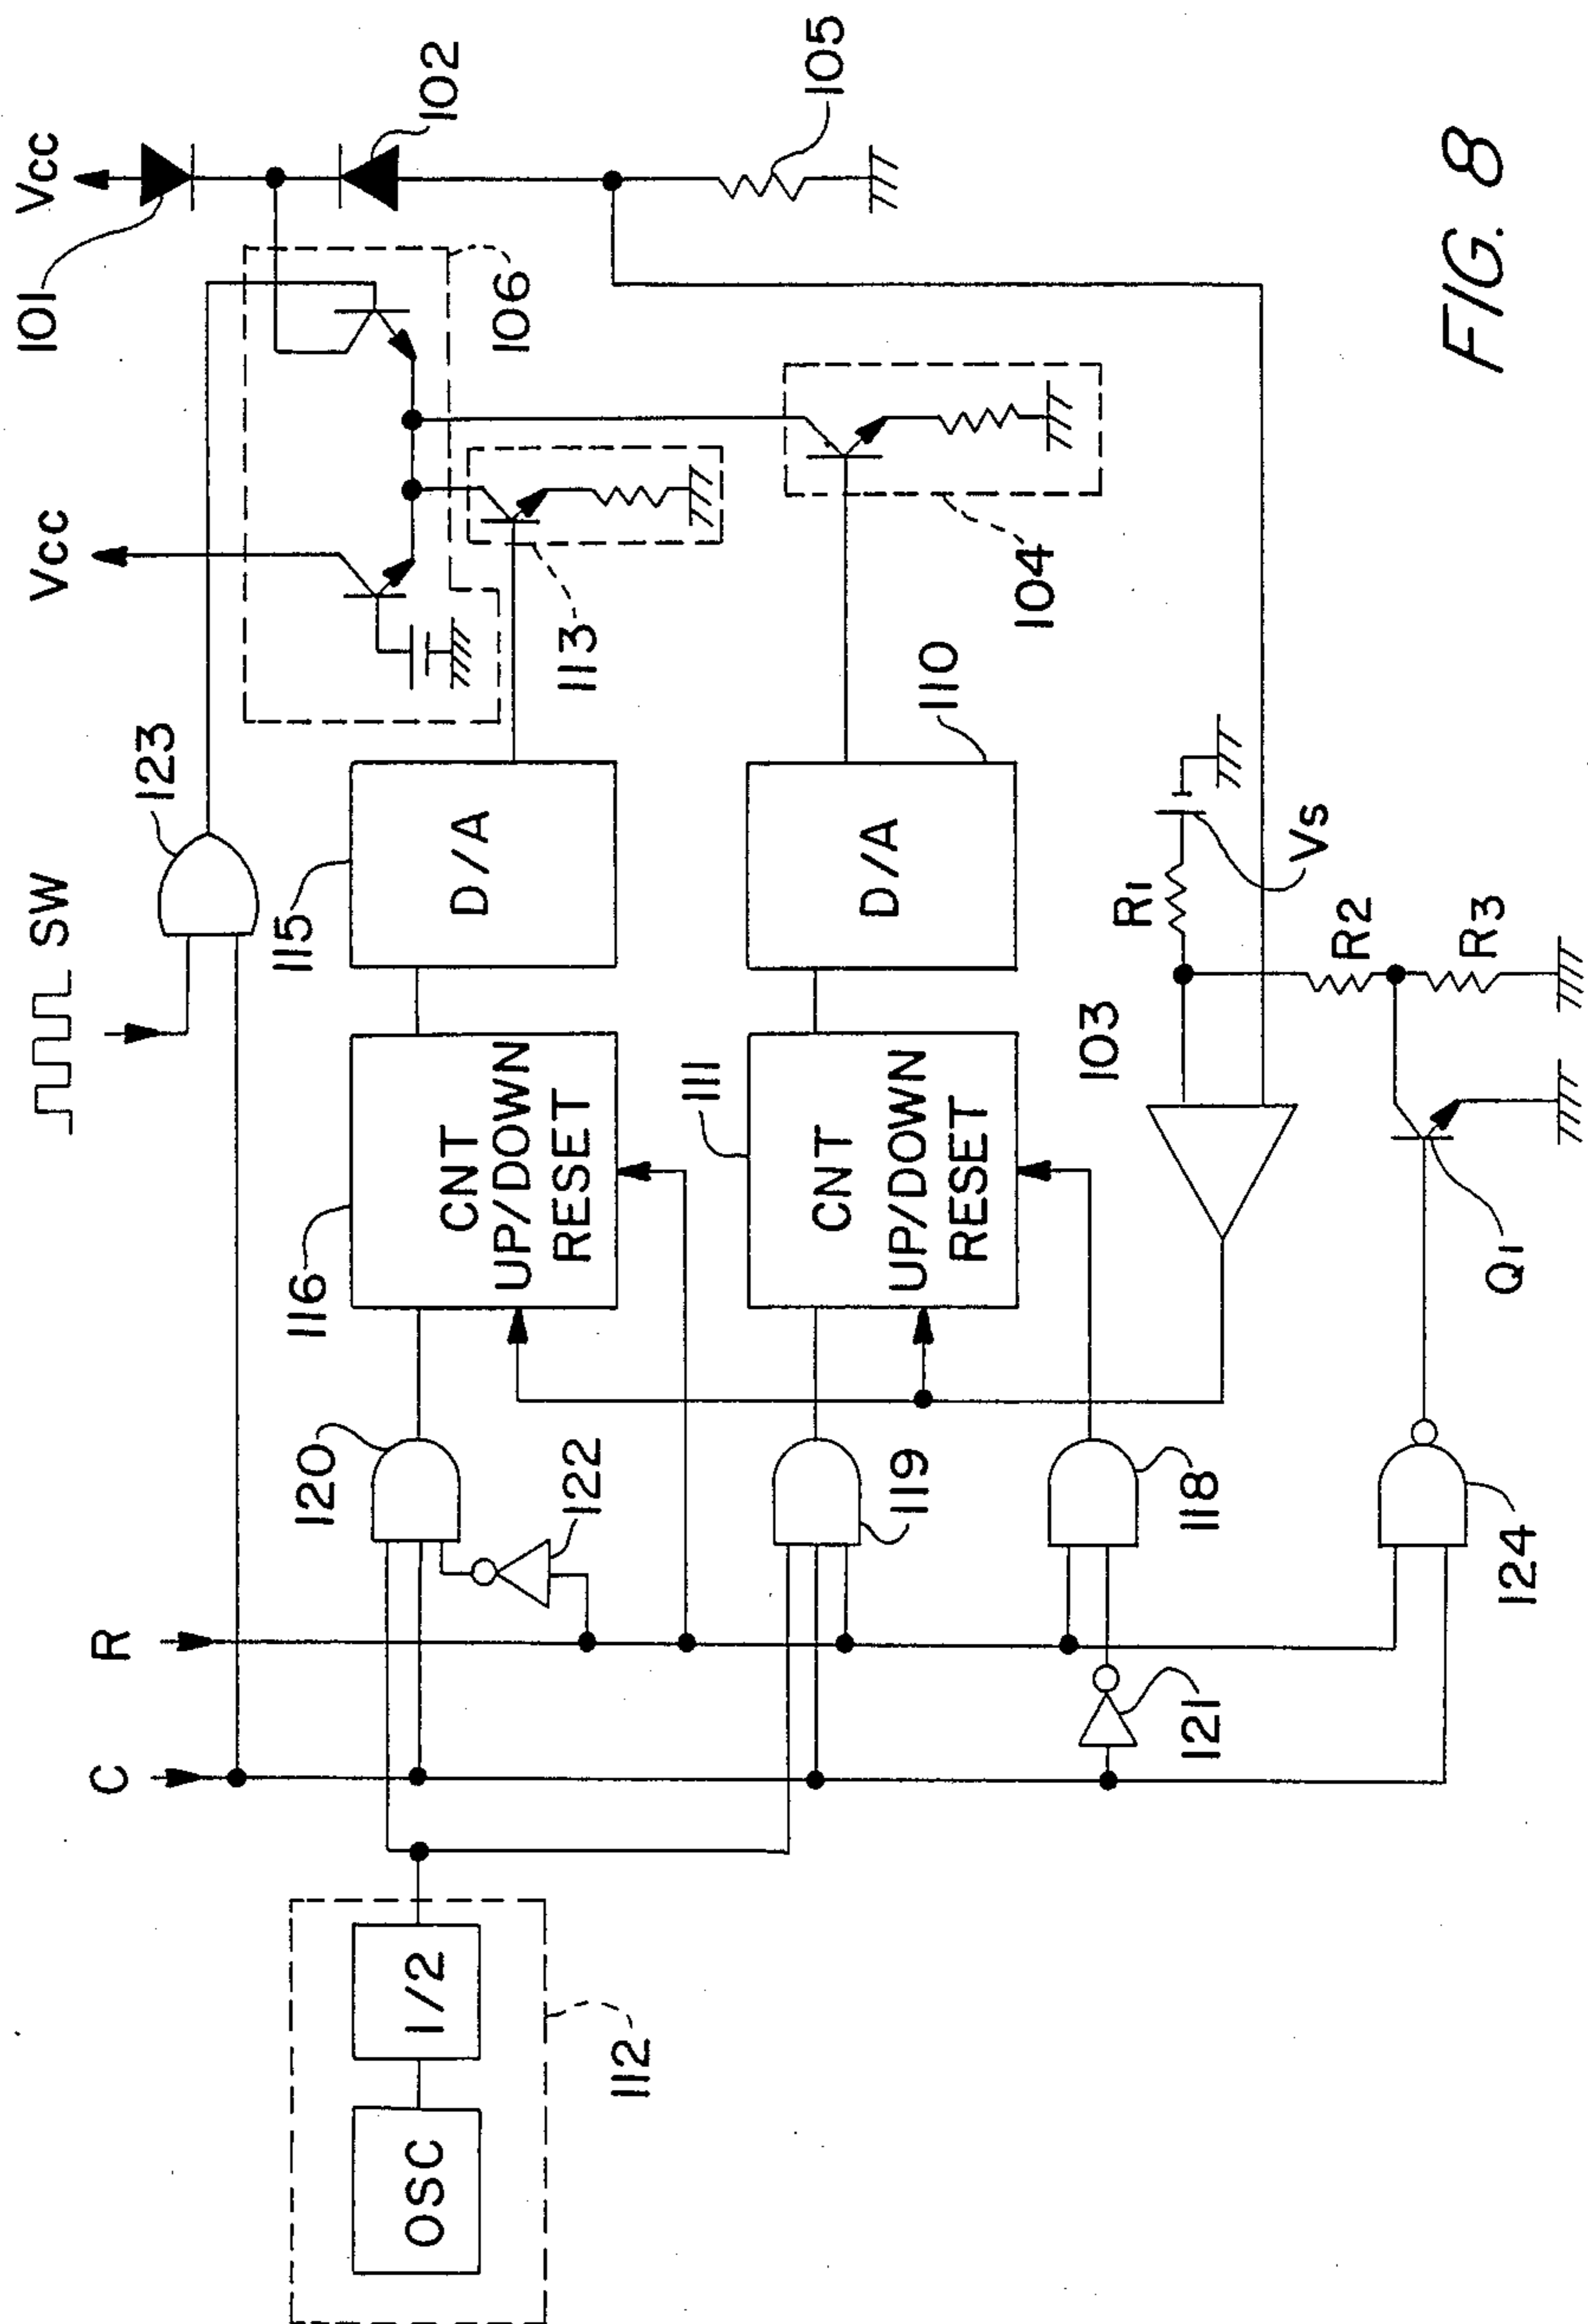 Vcc
101
102
105
106
Vcc
113
104
SW
123
115
D/A
110
D/A
R1
Vs
R2
R3
116
CNT
UP/DOWN
RESET
111
CNT
UP/DOWN
RESET
103
Q1
120
122
119
118
124
R
C
121
1/2
OSC
112
FIG. 8